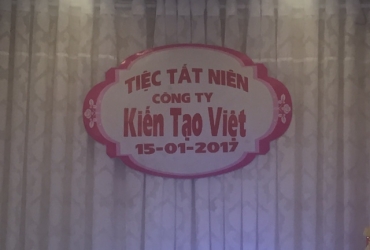 TIỆC TẤT NIÊN
CÔNG TY
Kiến Tạo Việt
15-01-2017